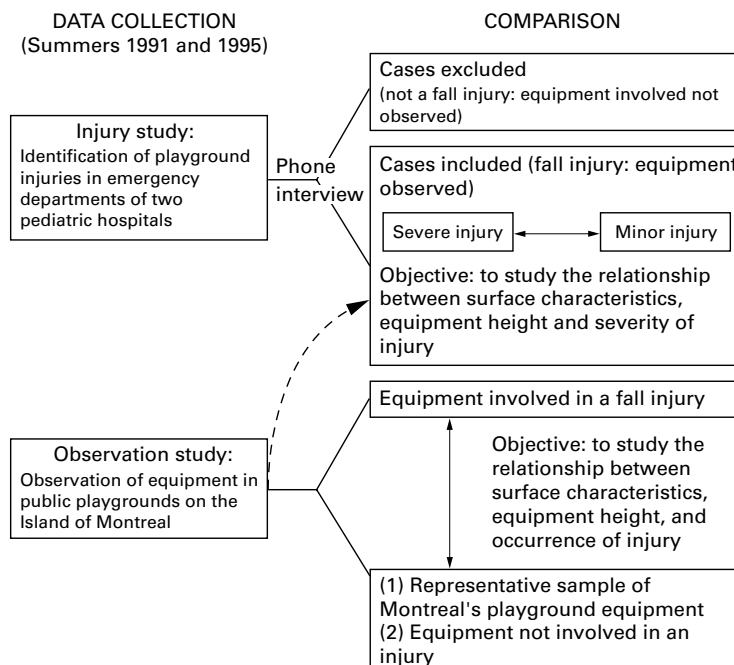 DATA COLLECTION
(Summers 1991 and 1995)
COMPARISON
Cases excluded
(not a fall injury: equipment involved not
observed)
Injury study:
Identification of playground
injuries in emergency
departments of two
pediatric hospitals
Phone
interview
Cases included (fall injury: equipment
observed)
Severe injury
Minor injury
Objective: to study the relationship
between surface characteristics,
equipment height and severity of
injury
Equipment involved in a fall injury
Observation study:
Observation of equipment in
public playgrounds on the
Island of Montreal
Objective: to study the
relationship between
surface characteristics,
equipment height, and
occurrence of injury
(1) Representative sample of
Montreal's playground equipment
(2) Equipment not involved in an
injury